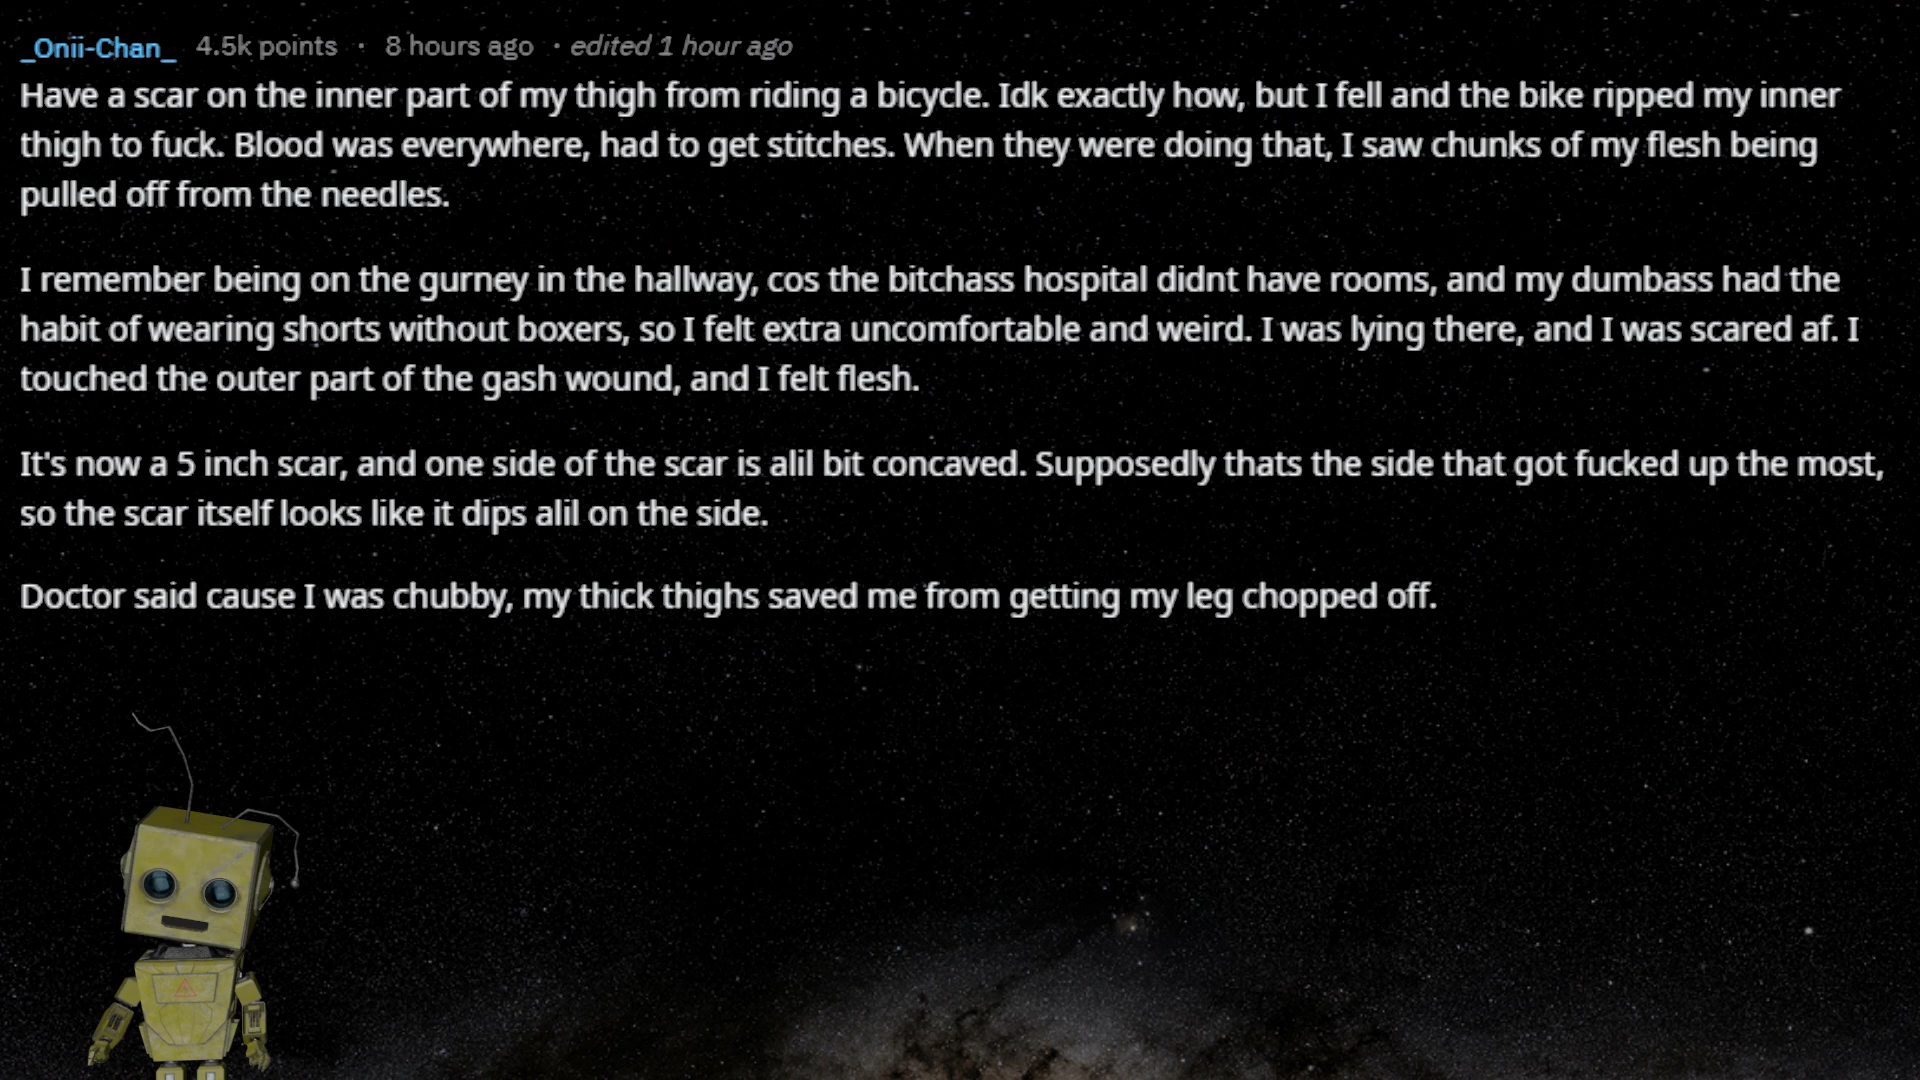 _Onii-Chan_ 4.5k points · 8 hours ago · edited 1 hour ago
Have a scar on the inner part of my thigh from riding a bicycle. Idk exactly how, but I fell and the bike ripped my inner
thigh to fuck. Blood was everywhere, had to get stitches. When they were doing that, I saw chunks of my flesh being
pulled off from the needles.
I remember being on the gurney in the hallway, cos the bitchass hospital didnt have rooms, and my dumbass had the
habit of wearing shorts without boxers, so I felt extra uncomfortable and weird. I was lying there, and I was scared af. I
touched the outer part of the gash wound, and I felt flesh.
It's now a 5 inch scar, and one side of the scar is alil bit concaved. Supposedly thats the side that got fucked up the most,
so the scar itself looks like it dips alil on the side.
Doctor said cause I was chubby, my thick thighs saved me from getting my leg chopped off.